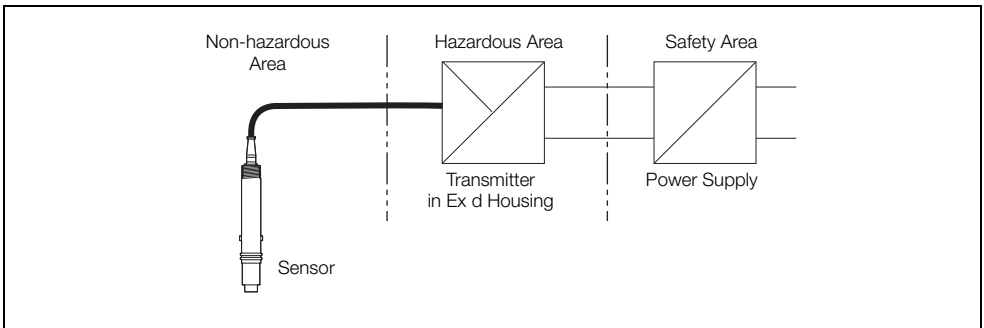 Non-hazardous
Area
Hazardous Area
Safety Area
Transmitter
in Ex d Housing
Power Supply
Sensor